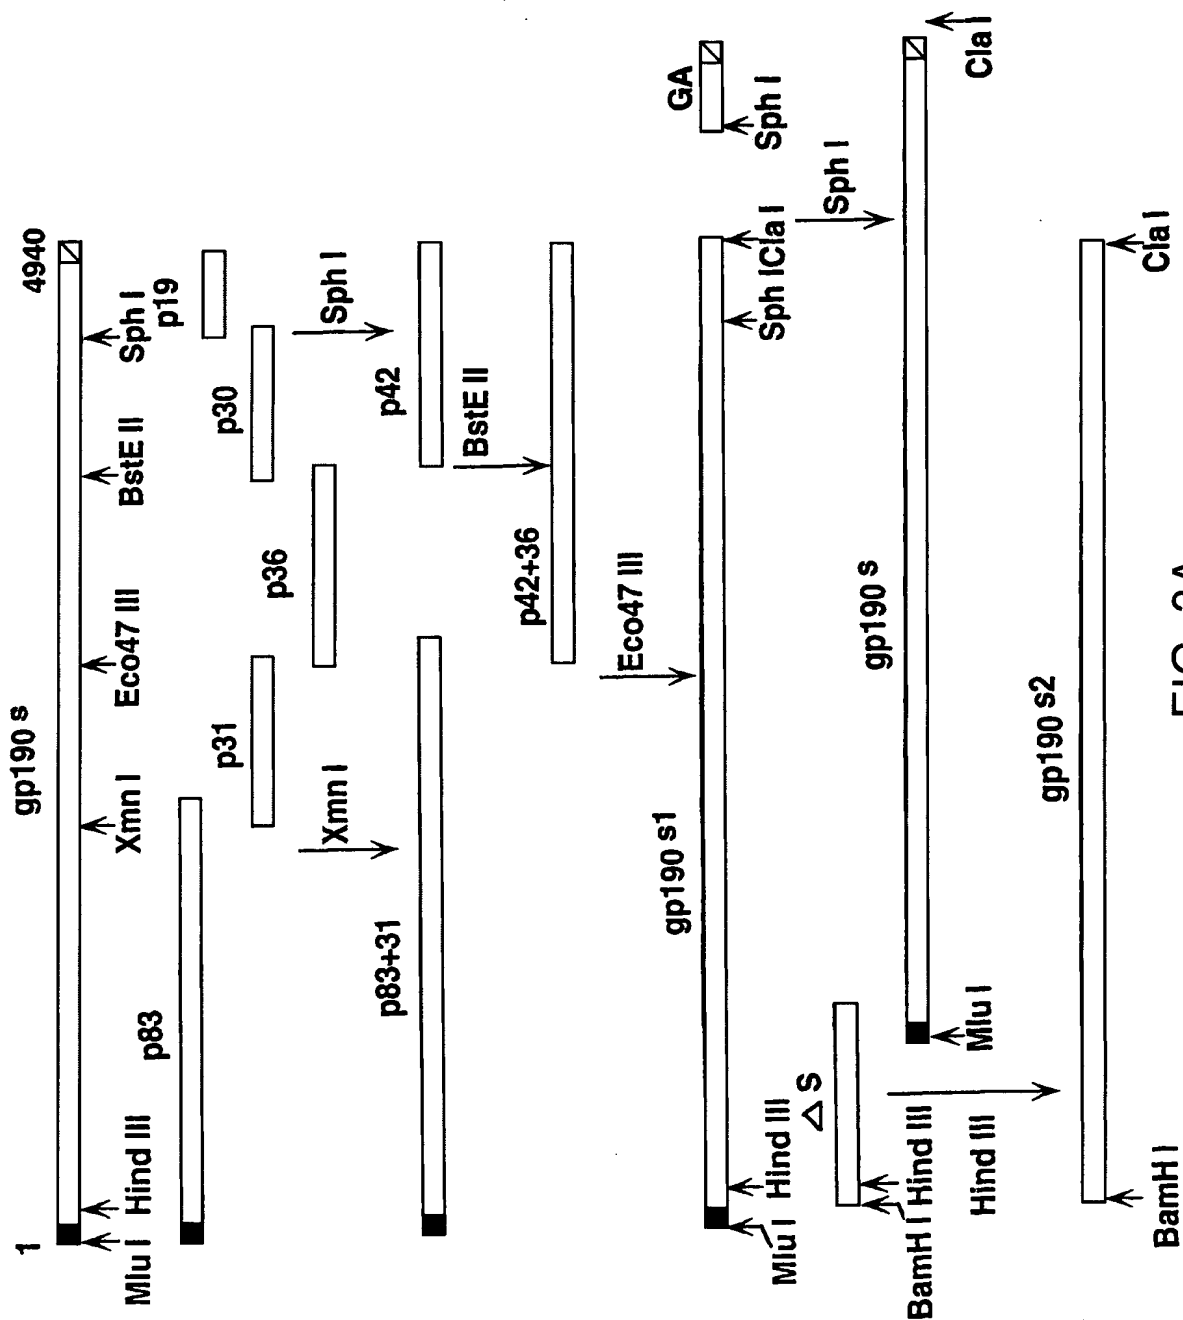 gp190 s
1 4940
Mlu I Hind III Xmn I Eco47 III BstE II Sph I
p83 p19
p31 p36 p30
Xmn I Sph I
p83+31 p42
BstE II
p42+36
Eco47 III
gp190 s1 GA
Mlu I Hind III Sph I Cla I Sph I
Δ S Sph I
gp190 s
BamH I Hind III
Hind III Mlu I Cla I
gp190 s2
BamH I Cla I